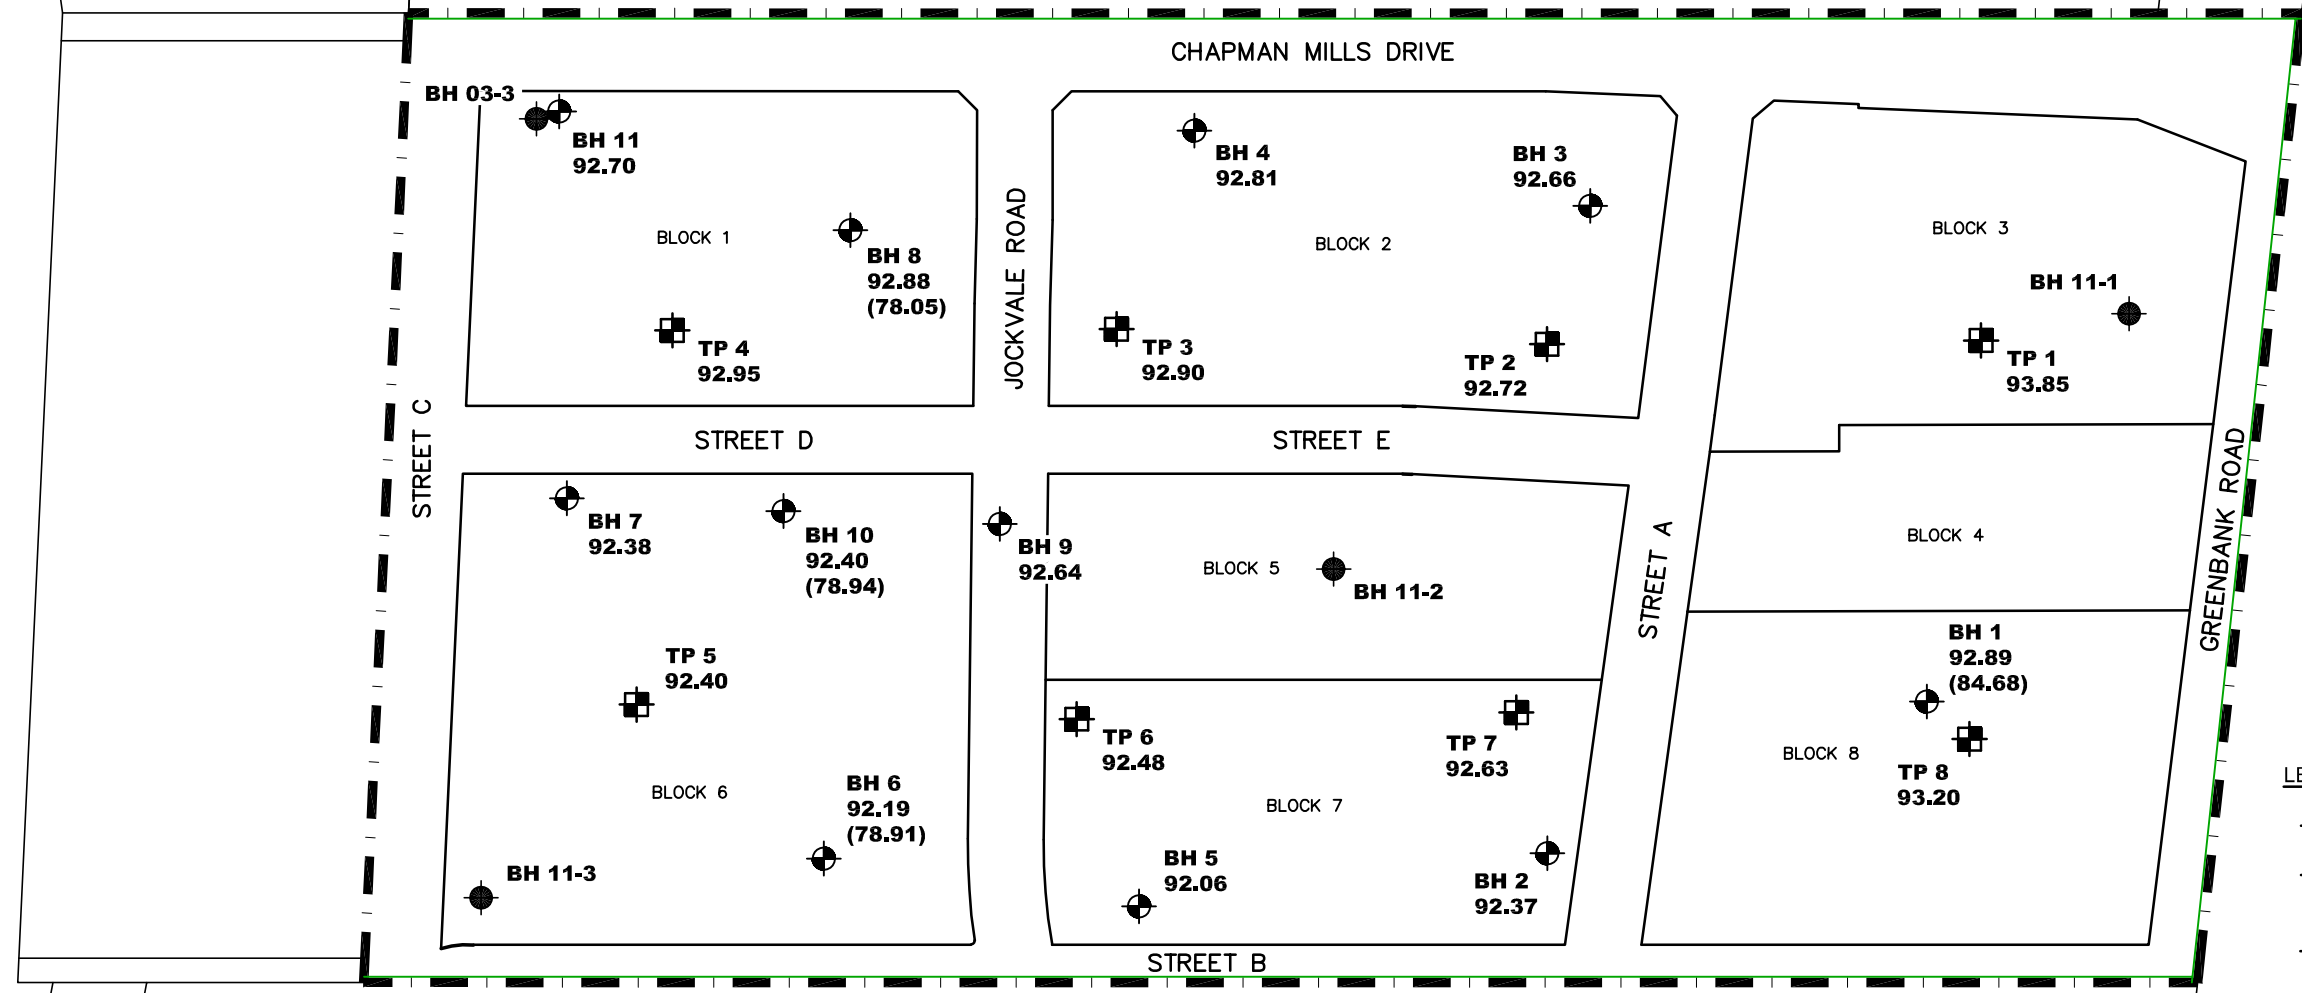 CHAPMAN MILLS DRIVE
BH 03-3
BH 11
92.70
BH 4
92.81
BH 3
92.66
BLOCK 1
BH 8
92.88
(78.05)
JOCKVALE ROAD
BLOCK 2
BLOCK 3
BH 11-1
TP 4
92.95
TP 3
92.90
TP 2
92.72
TP 1
93.85
STREET C
STREET D
STREET E
GREENBANK ROAD
BH 7
92.38
BH 10
92.40
(78.94)
BH 9
92.64
BLOCK 5
BH 11-2
STREET A
BLOCK 4
TP 5
92.40
BH 1
92.89
(84.68)
TP 6
92.48
TP 7
92.63
BLOCK 8
TP 8
93.20
BLOCK 6
BH 6
92.19
(78.91)
BLOCK 7
BH 11-3
BH 5
92.06
BH 2
92.37
STREET B